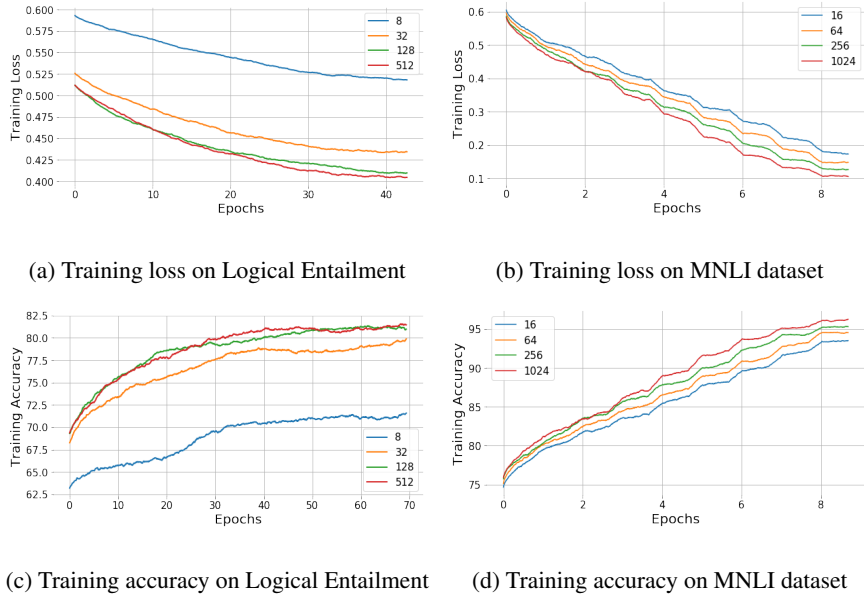 0.600
0.575
0.550
0.525
0.500
0.475
0.450
0.425
0.400
Training Loss
0 10 20 30 40
Epochs
8
32
128
512
(a) Training loss on Logical Entailment
0.6
0.5
0.4
0.3
0.2
0.1
Training Loss
0 2 4 6 8
Epochs
16
64
256
1024
(b) Training loss on MNLI dataset
82.5
80.0
77.5
75.0
72.5
70.0
67.5
65.0
62.5
Training Accuracy
0 10 20 30 40 50 60 70
Epochs
8
32
128
512
(c) Training accuracy on Logical Entailment
95
90
85
80
75
Training Accuracy
0 2 4 6 8
Epochs
16
64
256
1024
(d) Training accuracy on MNLI dataset